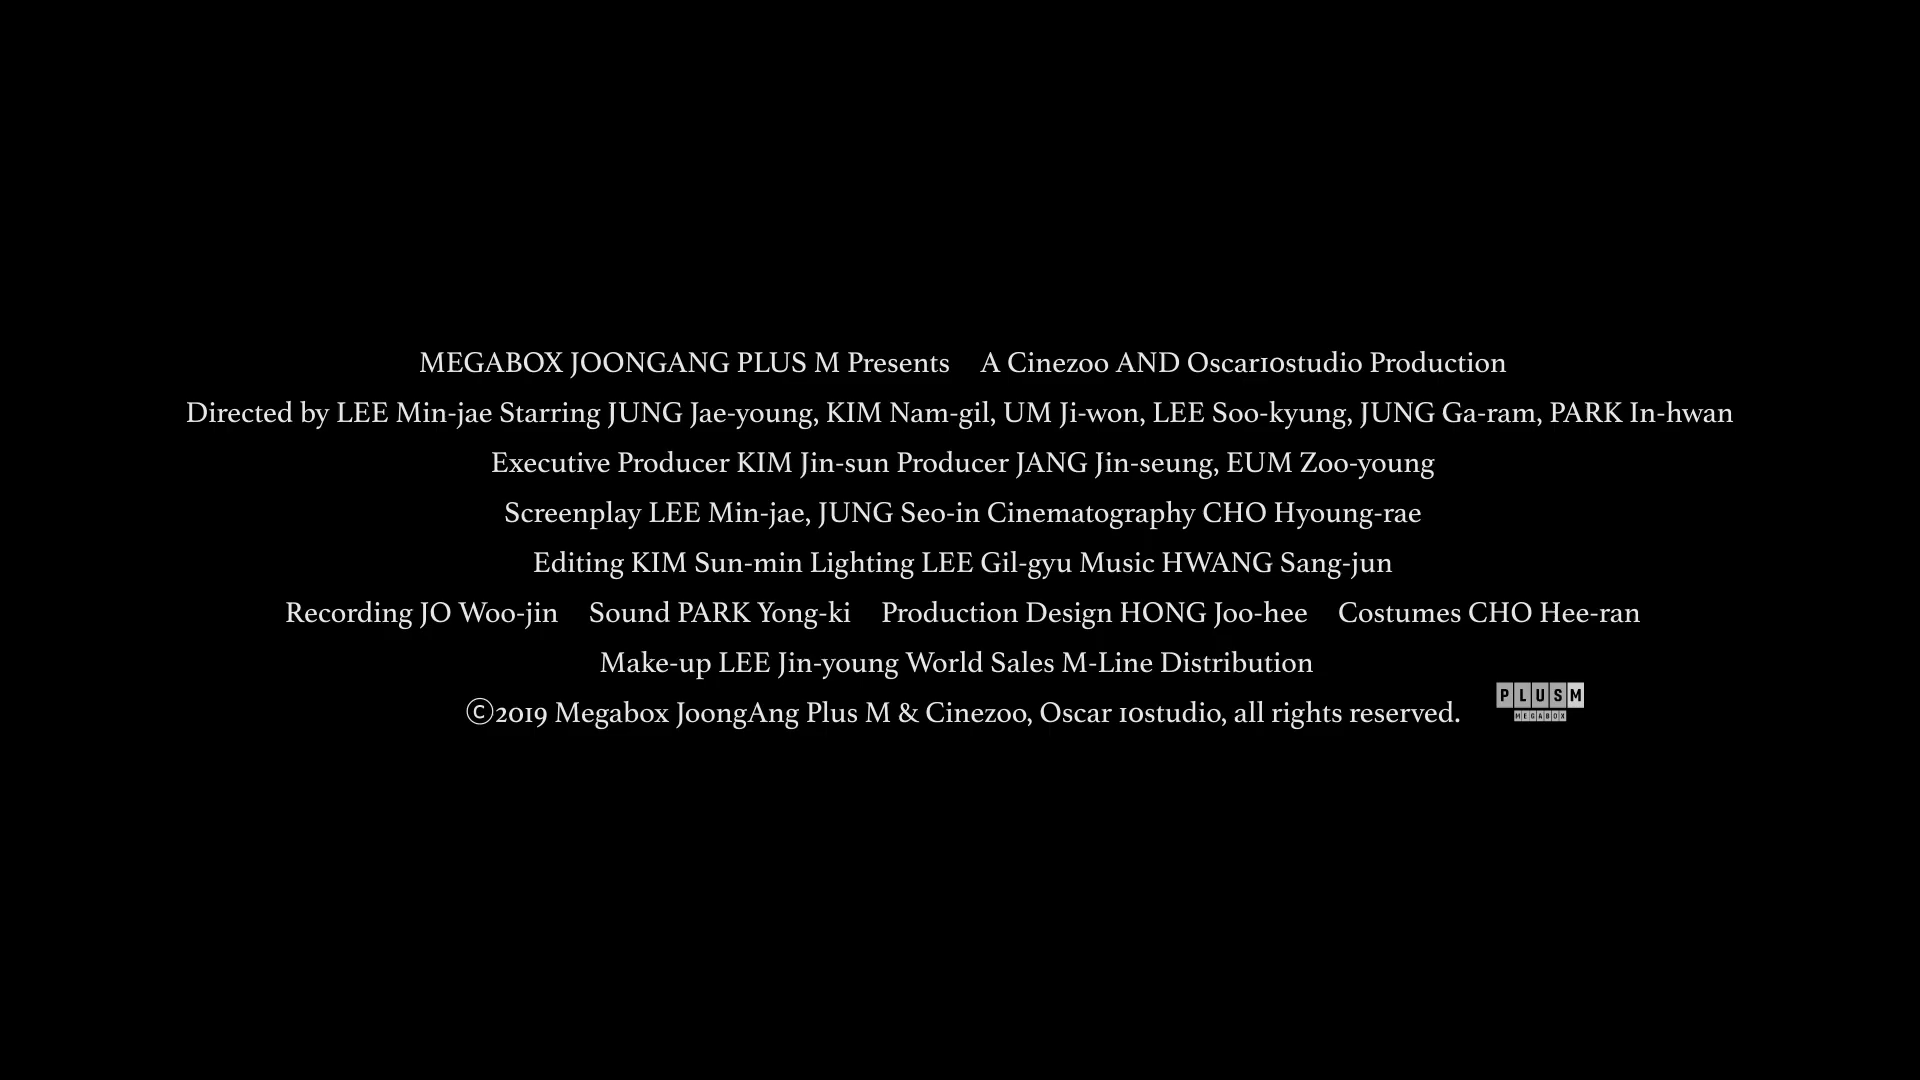 MEGABOX JOONGANG PLUS M Presents A Cinezoo AND Oscar10studio Production
Directed by LEE Min-jae Starring JUNG Jae-young, KIM Nam-gil, UM Ji-won, LEE Soo-kyung, JUNG Ga-ram, PARK In-hwan
Executive Producer KIM Jin-sun Producer JANG Jin-seung, EUM Zoo-young
Screenplay LEE Min-jae, JUNG Seo-in Cinematography CHO Hyoung-rae
Editing KIM Sun-min Lighting LEE Gil-gyu Music HWANG Sang-jun
Recording JO Woo-jin Sound PARK Yong-ki Production Design HONG Joo-hee Costumes CHO Hee-ran
Make-up LEE Jin-young World Sales M-Line Distribution
©2019 Megabox JoongAng Plus M & Cinezoo, Oscar 10studio, all rights reserved.
PLUSM
MEGABOX